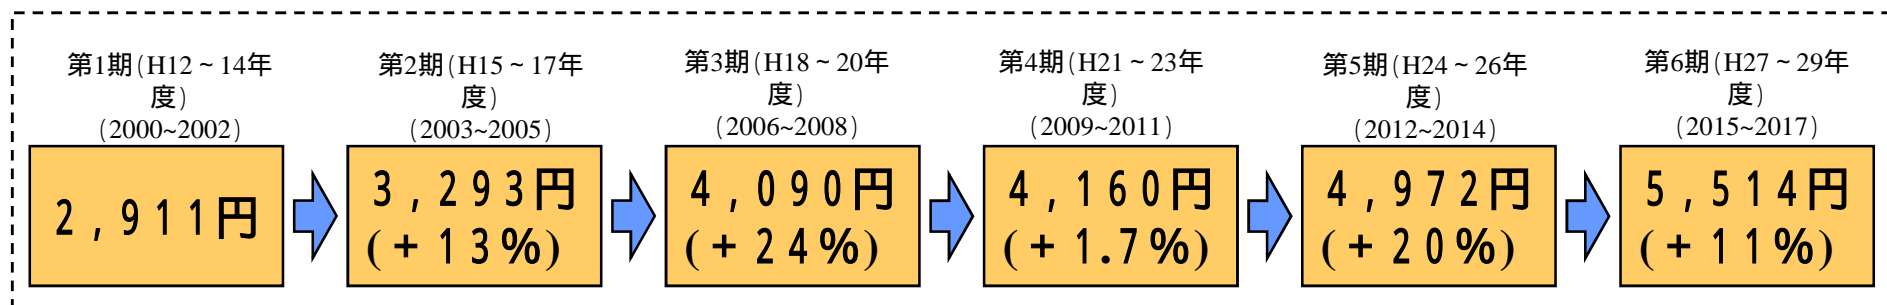 第1期(H12~14年
度)
(2000~2002)
2,911円
第2期(H15~17年
度)
(2003~2005)
3,293円
(+13%)
第3期(H18~20年
度)
(2006~2008)
4,090円
(+24%)
第4期(H21~23年
度)
(2009~2011)
4,160円
(+1.7%)
第5期(H24~26年
度)
(2012~2014)
4,972円
(+20%)
第6期(H27~29年
度)
(2015~2017)
5,514円
(+11%)